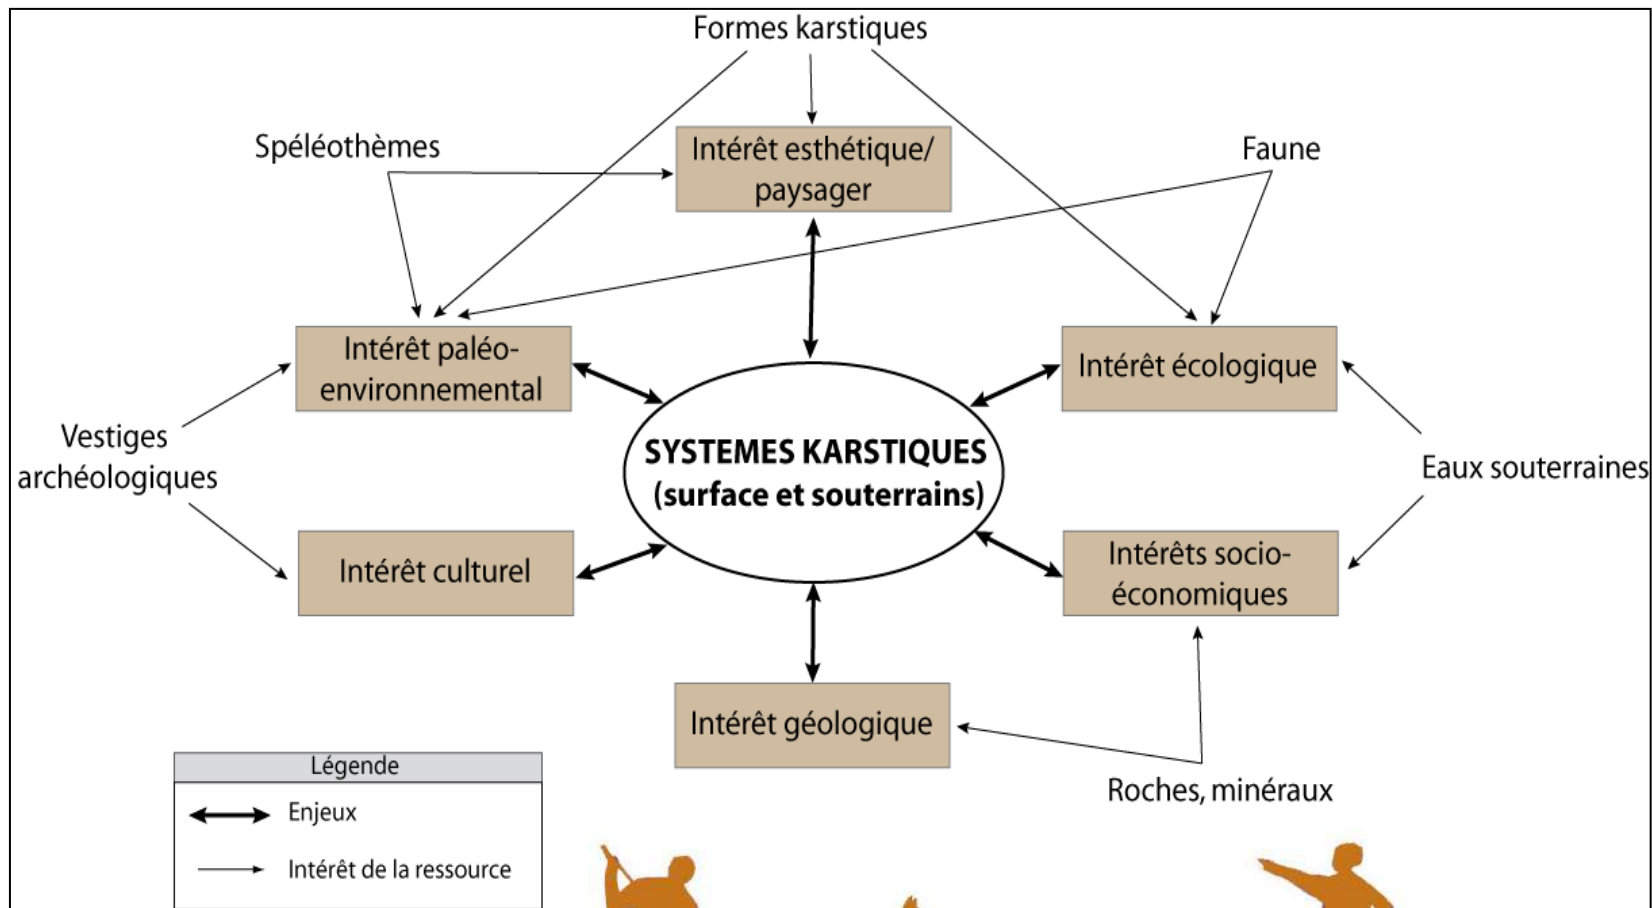 Formes karstiques
Spéléothèmes
Intérêt esthétique/
paysager
Faune
Intérêt paléo-
environnemental
Intérêt écologique
Vestiges
archéologiques
SYSTEMES KARSTIQUES
(surface et souterrains)
Eaux souterraines
Intérêt culturel
Intérêts socio-
économiques
Intérêt géologique
Roches, minéraux
Légende
Enjeux
Intérêt de la ressource